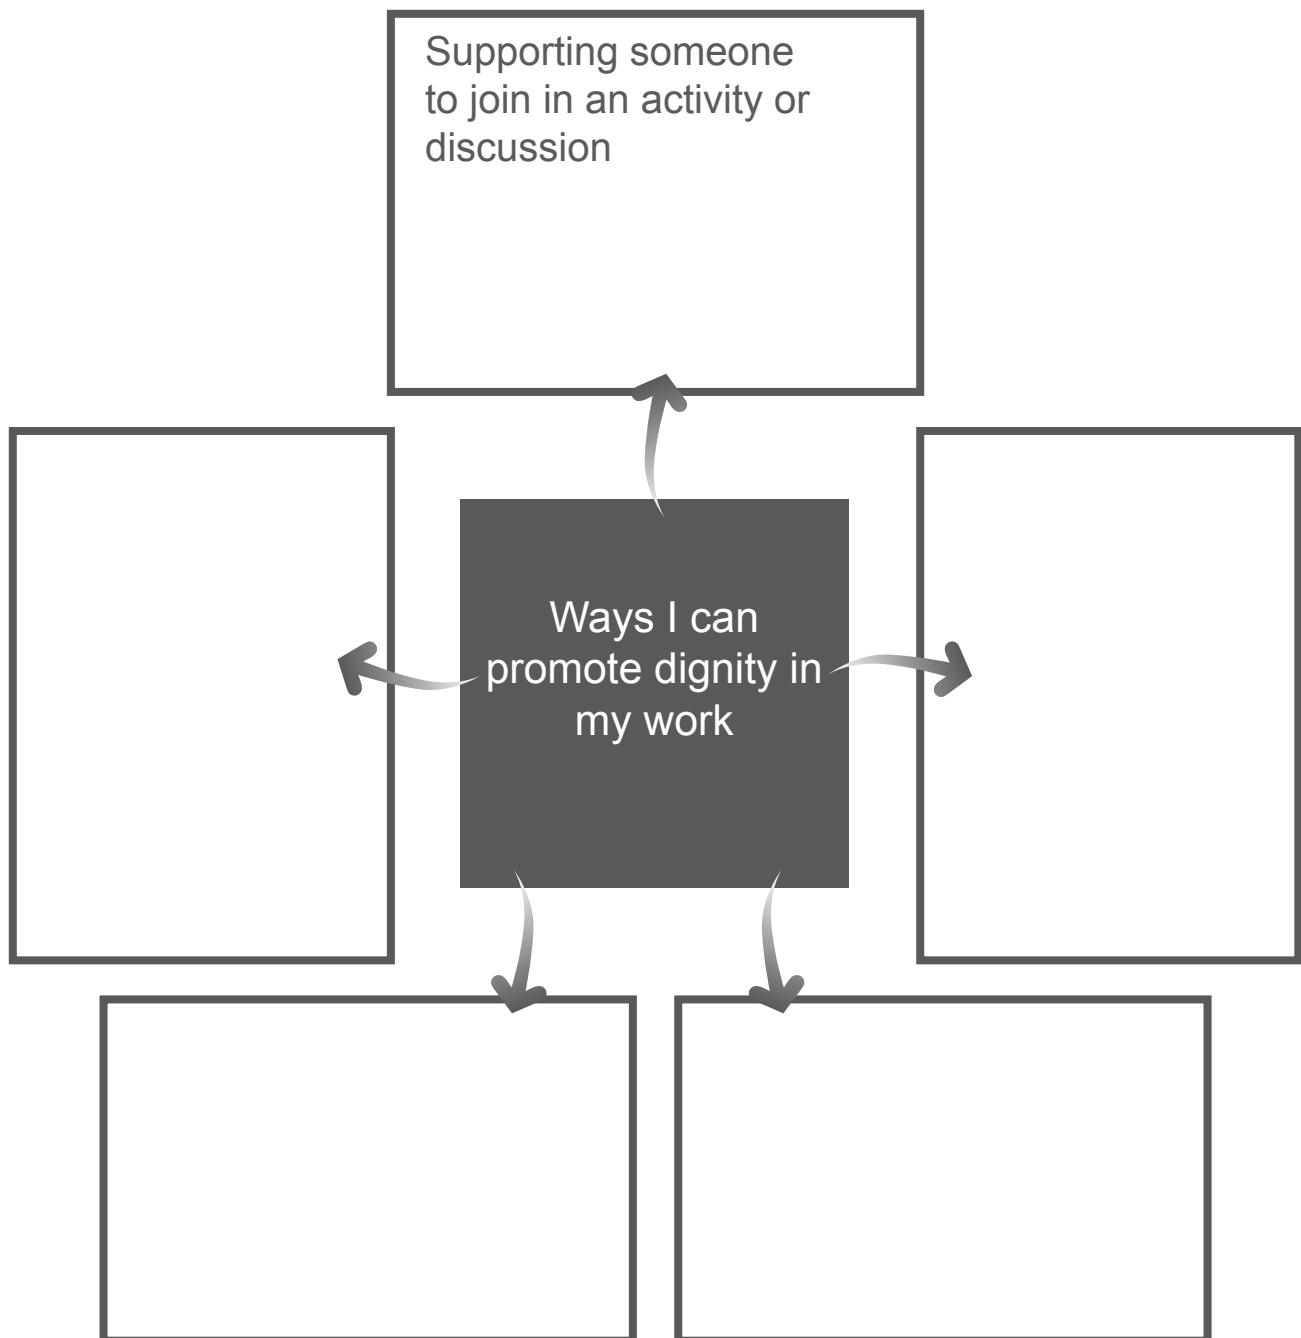 Supporting someone
to join in an activity or
discussion
Ways I can
promote dignity in
my work